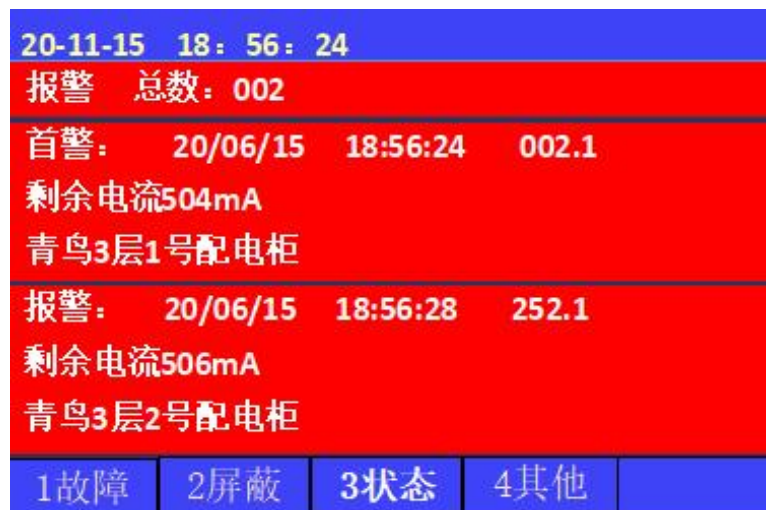 20-11-15 18：56：24
报警 总数：002
首警： 20/06/15 18:56:24 002.1
剩余电流504mA
青鸟3层1号配电柜
报警： 20/06/15 18:56:28 252.1
剩余电流506mA
青鸟3层2号配电柜
1故障 2屏蔽 3状态 4其他